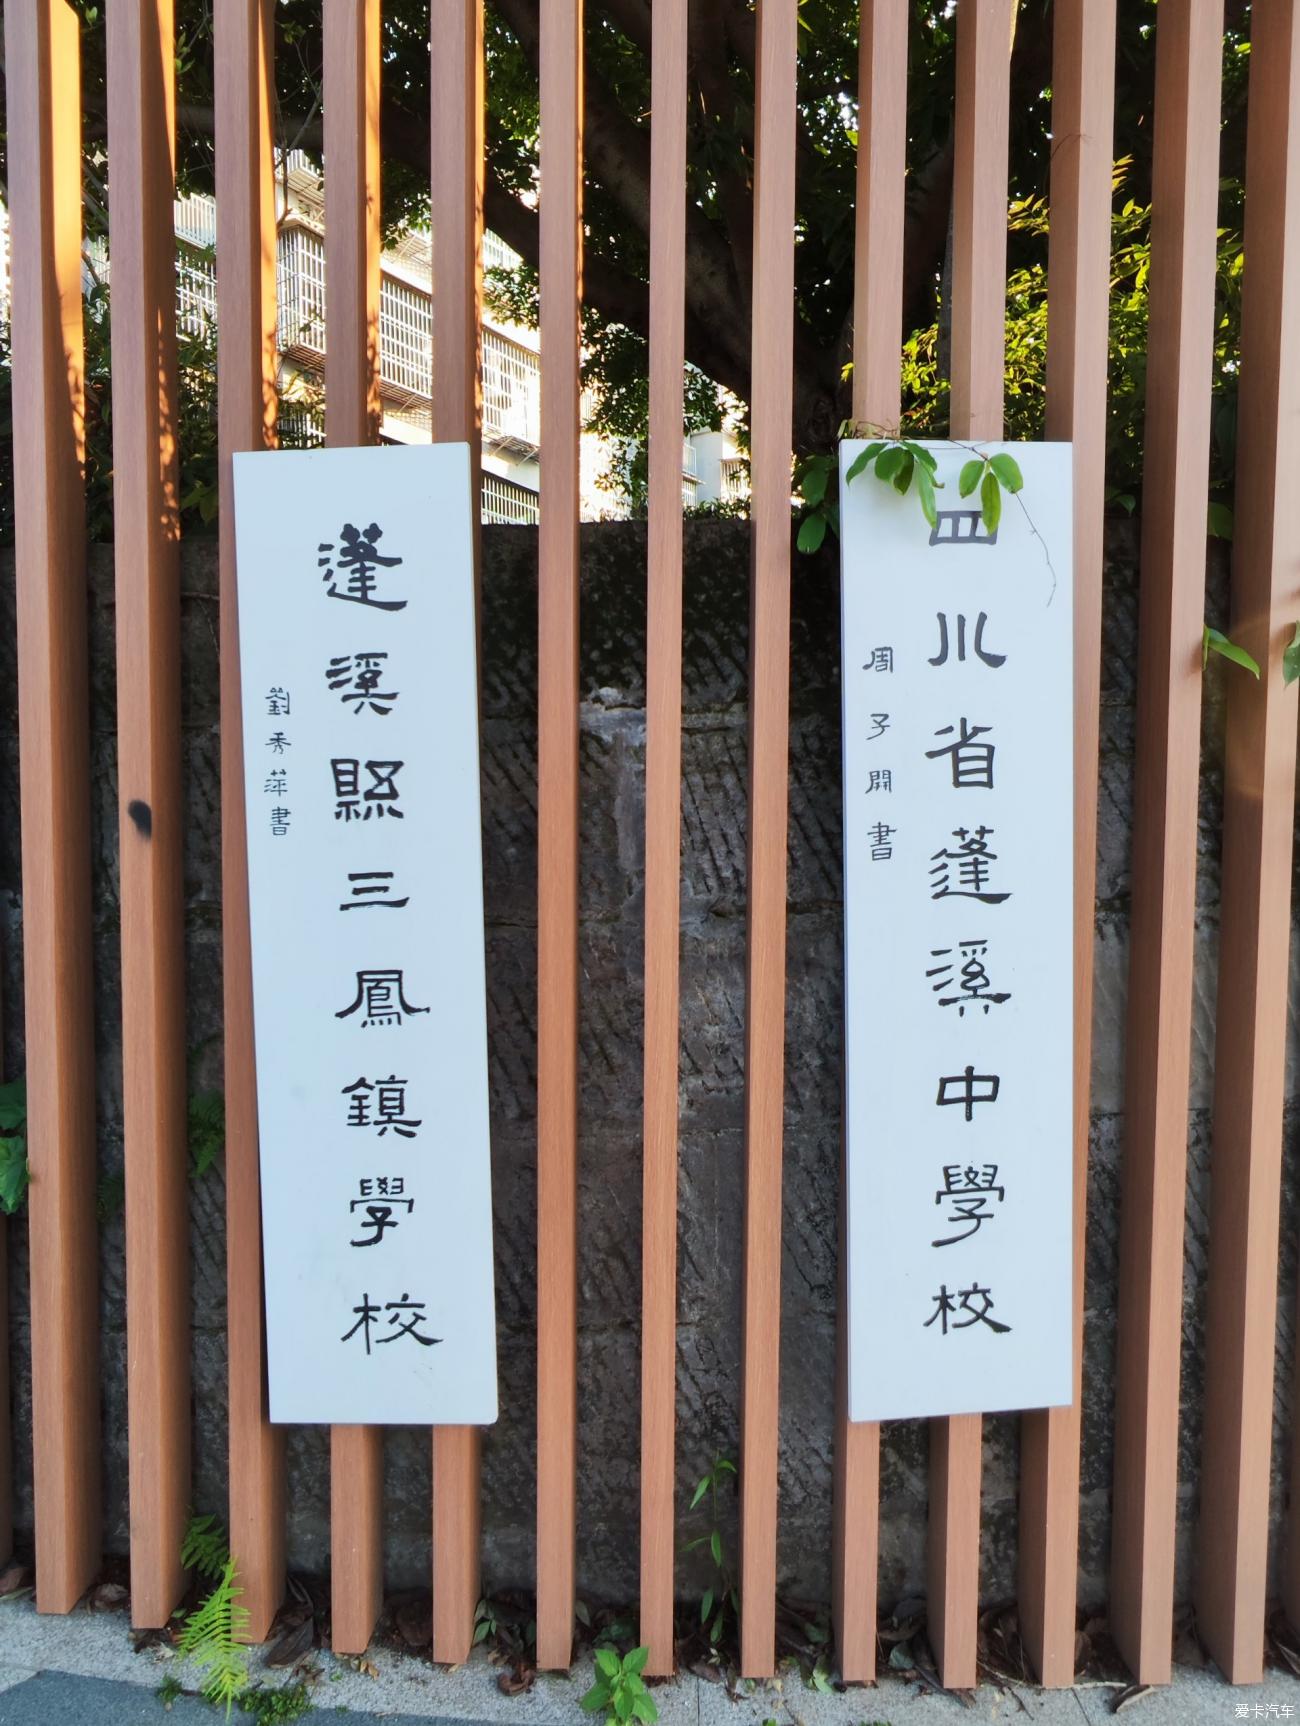 四川省蓬溪中學校
周子開書
蓬溪縣三鳳鎮學校
劉秀萍書
爱卡汽车